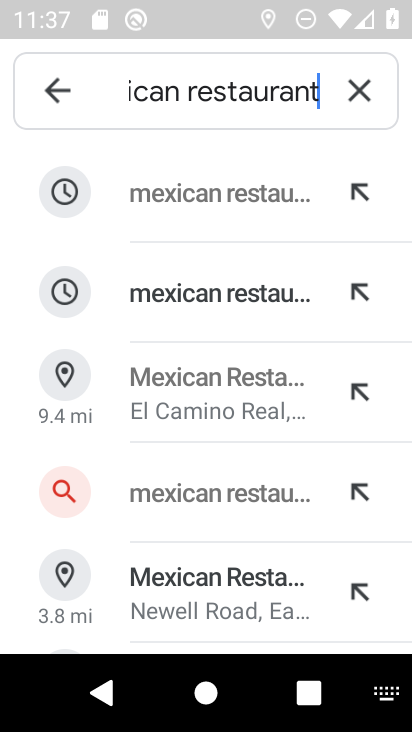 11:37
ican restaurant
mexican restau...
mexican restau...
Mexican Resta...
El Camino Real,...
9.4 mi
mexican restau...
Mexican Resta...
Newell Road, Ea...
3.8 mi